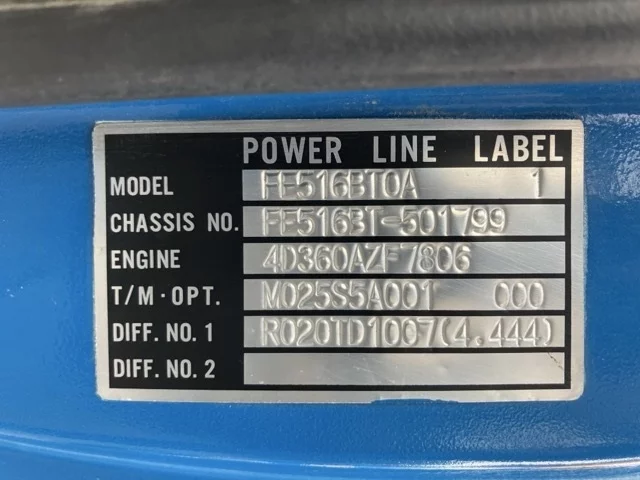 POWER LINE LABEL
MODEL FE516BT0A 1
CHASSIS NO. FE516BT-501799
ENGINE 4D360AZF7806
T/M·OPT. M025S5A001 000
DIFF. NO. 1 R020TD1007(4.444)
DIFF. NO. 2